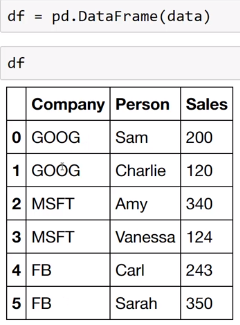 df = pd.DataFrame(data)
df
Company Person Sales
0 GOOG Sam 200
1 GOOG Charlie 120
2 MSFT Amy 340
3 MSFT Vanessa 124
4 FB Carl 243
5 FB Sarah 350